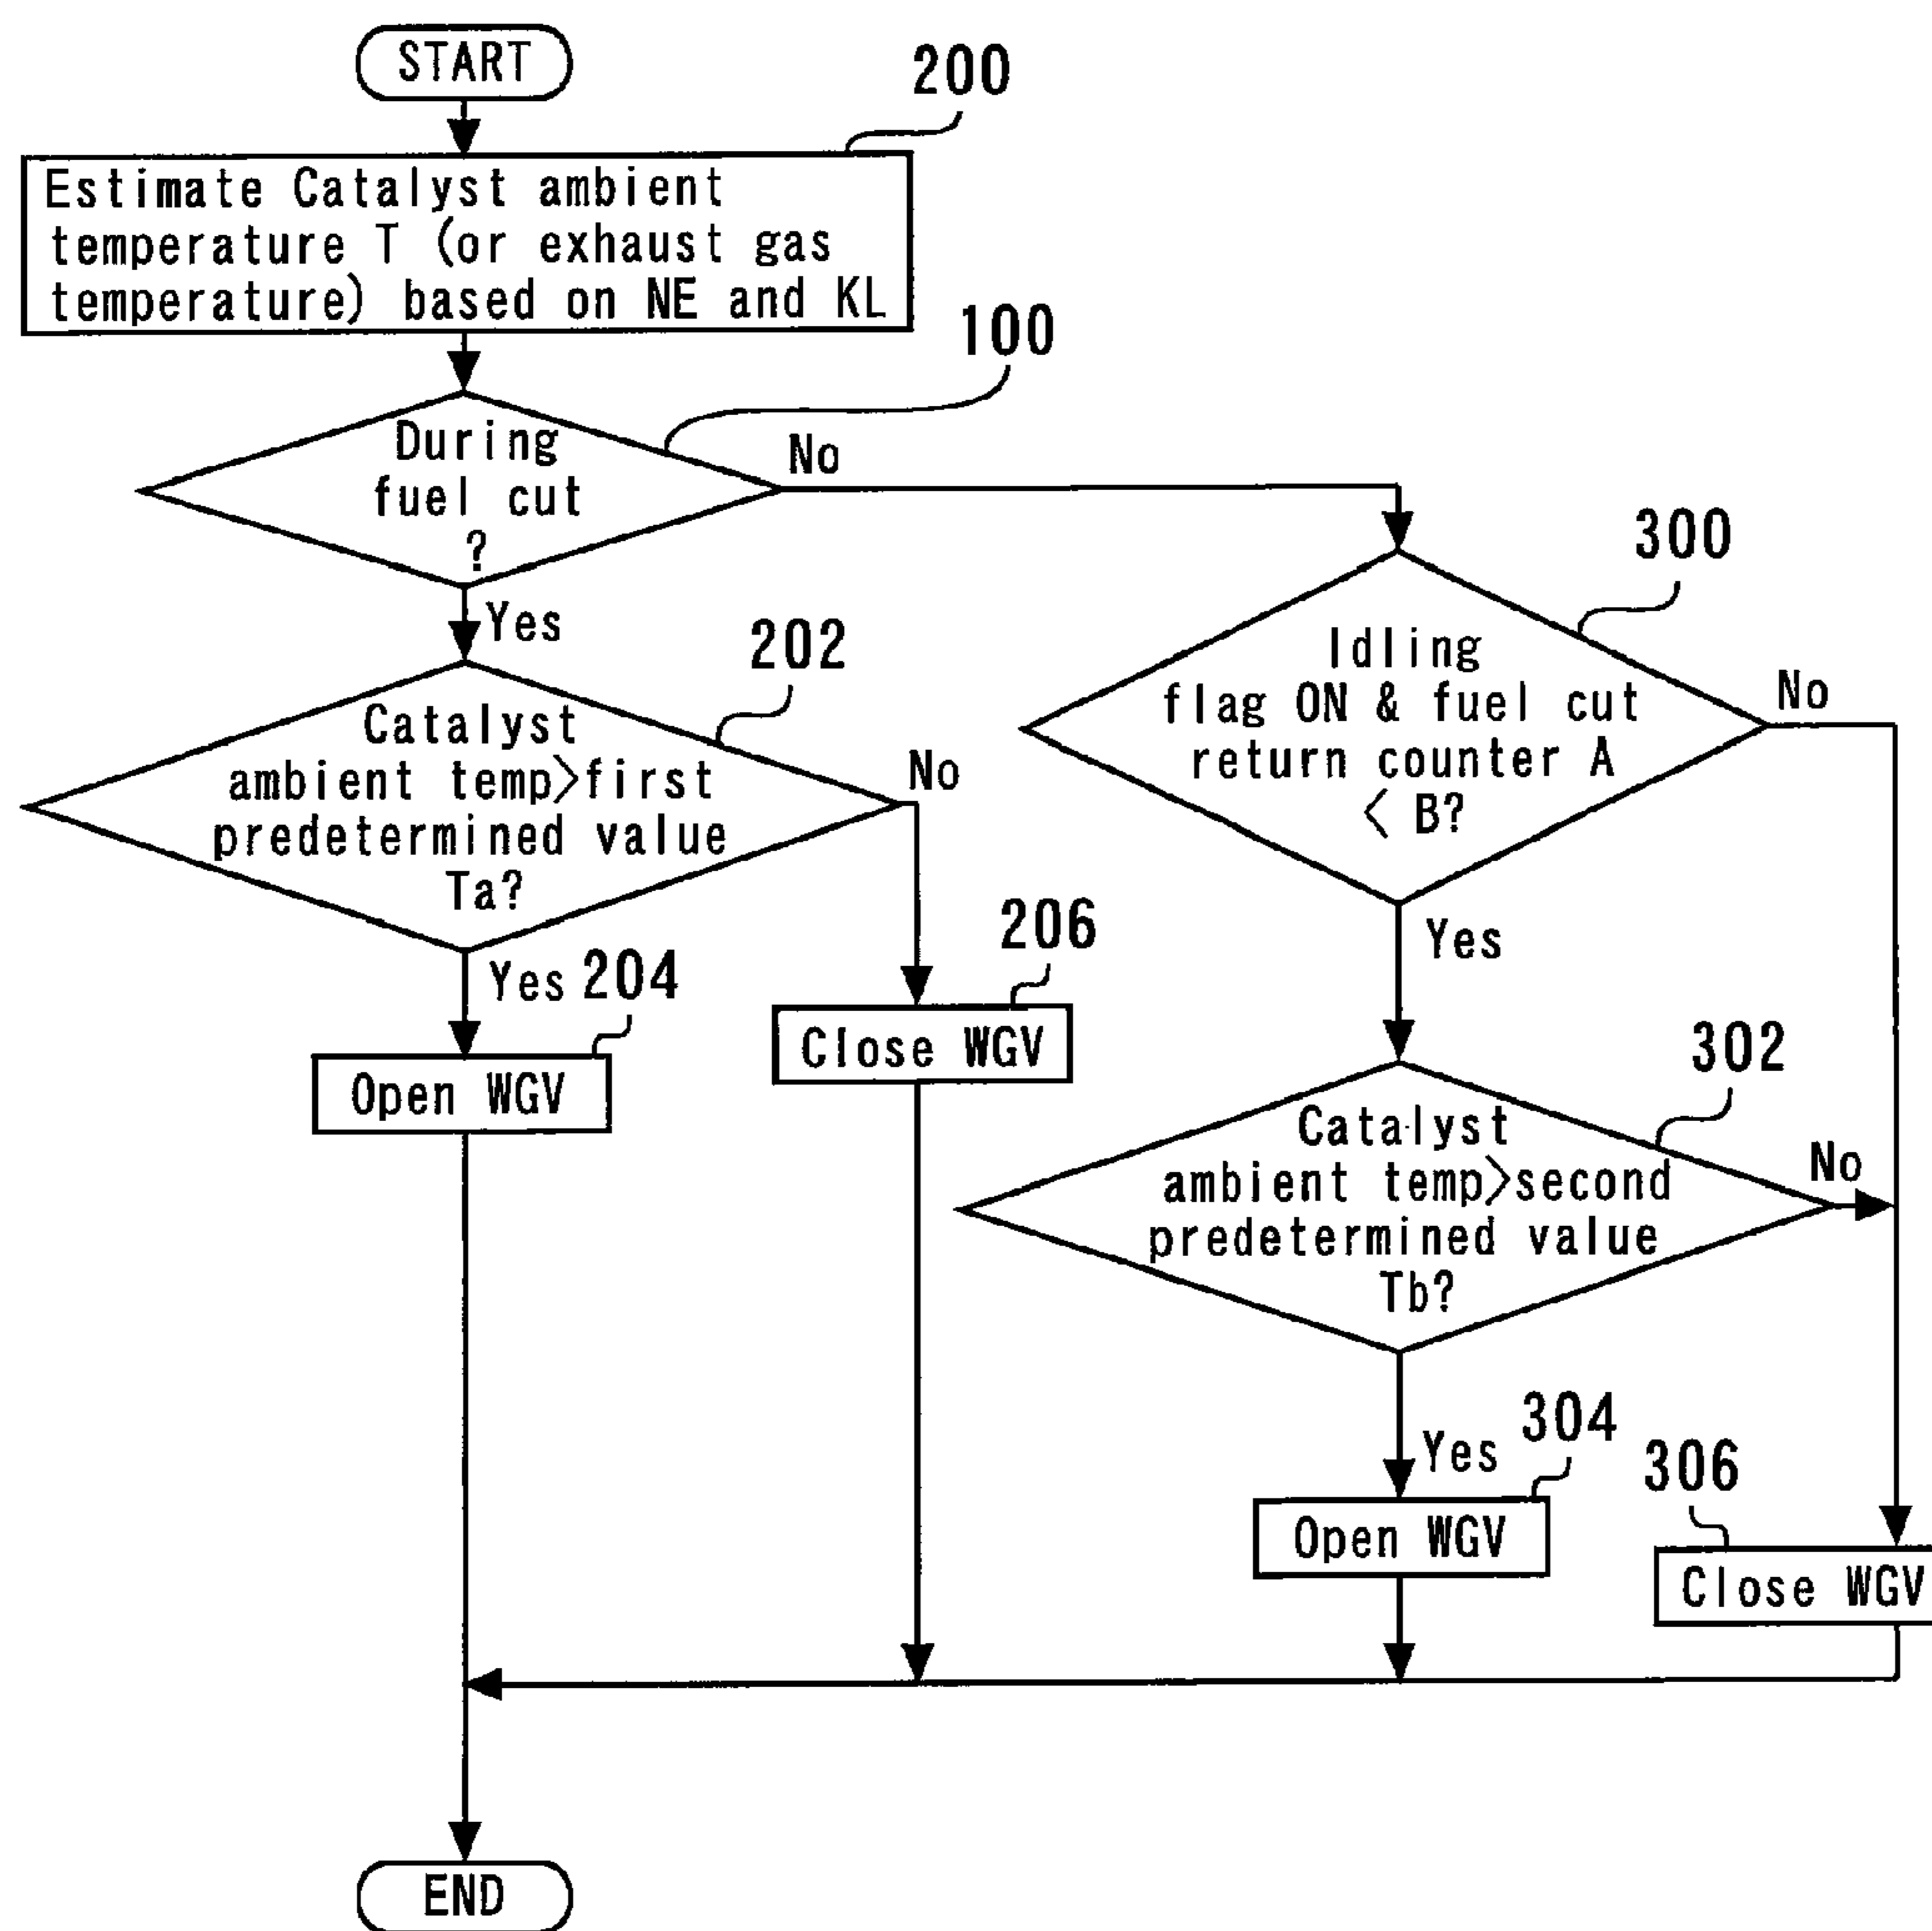 START
200
Estimate Catalyst ambient
temperature T (or exhaust gas
temperature) based on NE and KL
100
During
fuel cut
?
No
Yes
300
Idling
flag ON & fuel cut
return counter A
< B?
No
Yes
202
Catalyst
ambient temp>first
predetermined value
Ta?
No
Yes
204
Open WGV
206
Close WGV
302
Catalyst
ambient temp>second
predetermined value
Tb?
No
Yes
304
Open WGV
306
Close WGV
END